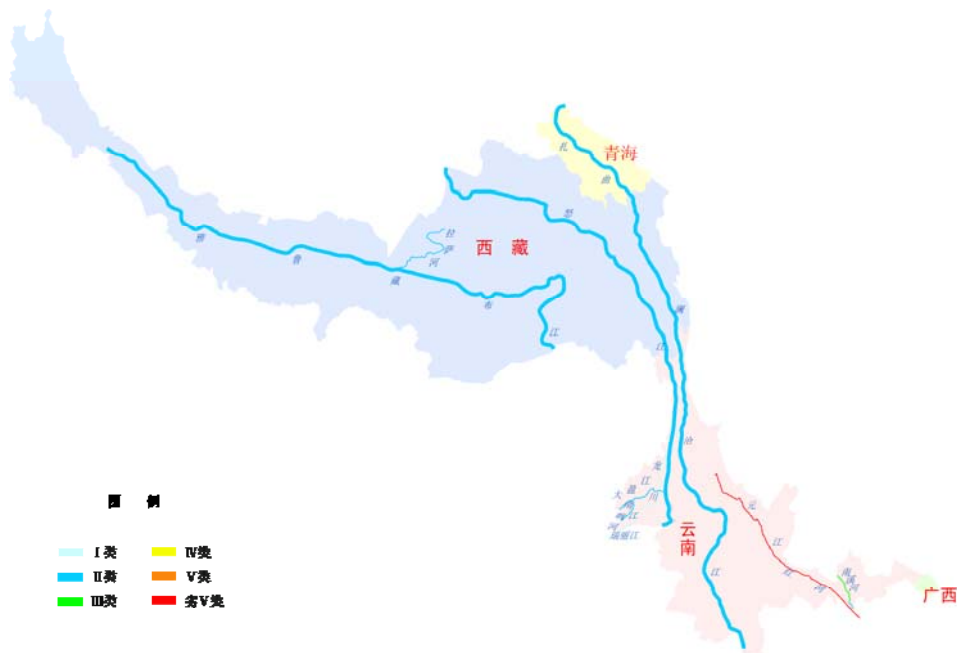 青海
扎
曲
怒
拉
萨
河
西 藏
雅
鲁
藏
布
江
澜
江
沧
江
龙
江
川
大
盈
江
河
瑞丽江
云
南
元
江
红
河
南
溪
河
广西
图 例
Ⅰ类
Ⅱ类
Ⅲ类
Ⅳ类
Ⅴ类
劣Ⅴ类